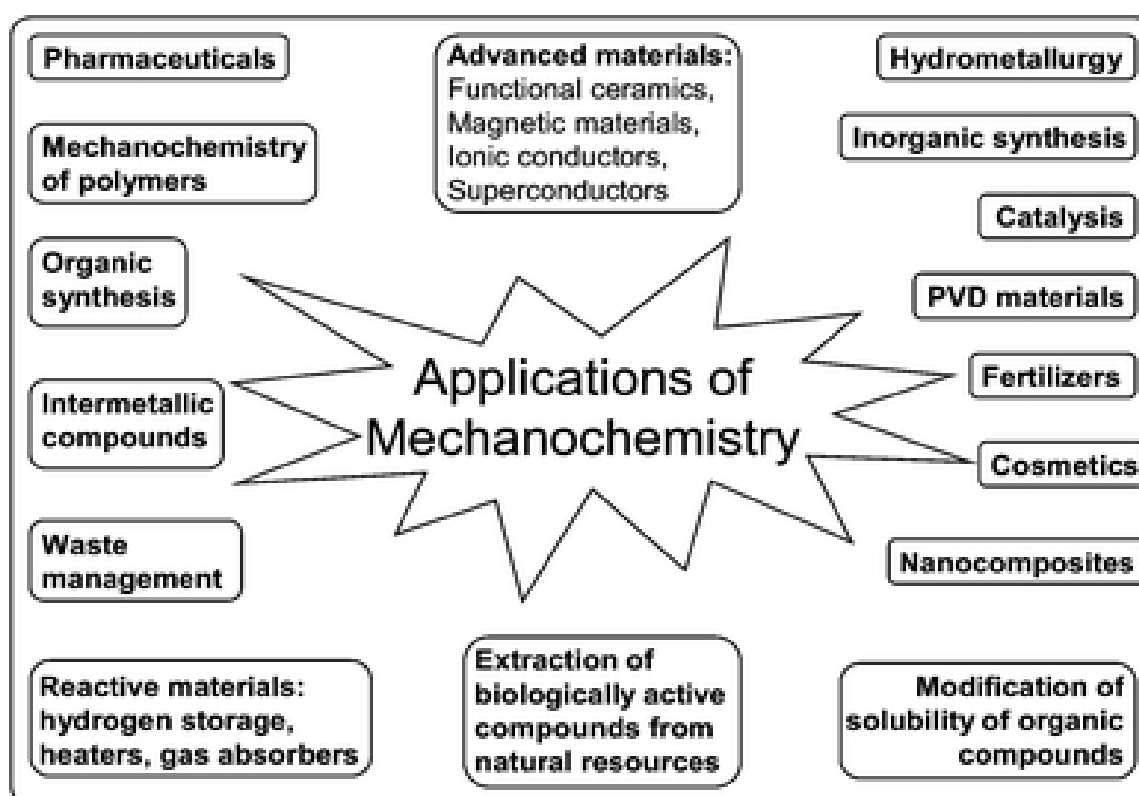 Pharmaceuticals
Mechanochemistry
of polymers
Organic
synthesis
Intermetallic
compounds
Waste
management
Reactive materials:
hydrogen storage,
heaters, gas absorbers
Advanced materials:
Functional ceramics,
Magnetic materials,
Ionic conductors,
Superconductors
Applications of
Mechanochemistry
Extraction of
biologically active
compounds from
natural resources
Hydrometallurgy
Inorganic synthesis
Catalysis
PVD materials
Fertilizers
Cosmetics
Nanocomposites
Modification of
solubility of organic
compounds